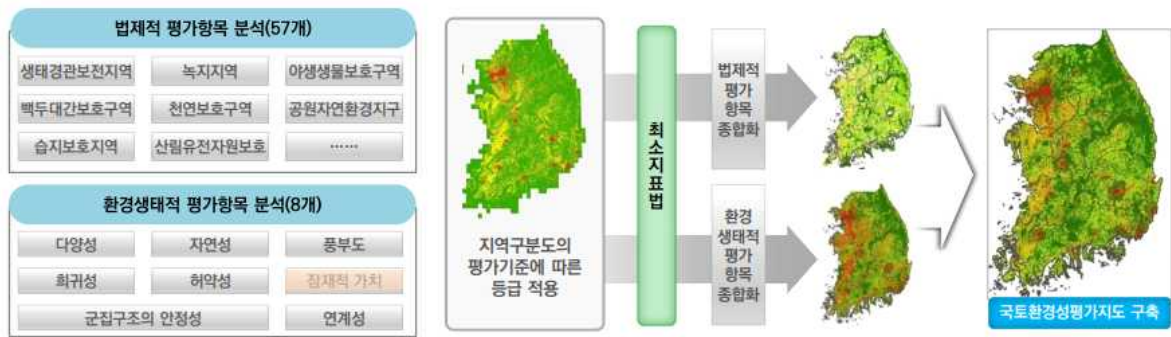 법제적 평가항목 분석(57개)
생태경관보전지역 녹지지역 야생생물보호구역
백두대간보호구역 천연보호구역 공원자연환경지구
습지보호지역 산림유전자원보호 ……
환경생태적 평가항목 분석(8개)
다양성 자연성 풍부도
희귀성 허약성 잠재적 가치
군집구조의 안정성 연계성
지역구분도의
평가기준에 따른
등급 적용
최소지표법
법제적
평가
항목
종합화
환경
생태적
평가
항목
종합화
국토환경성평가지도 구축